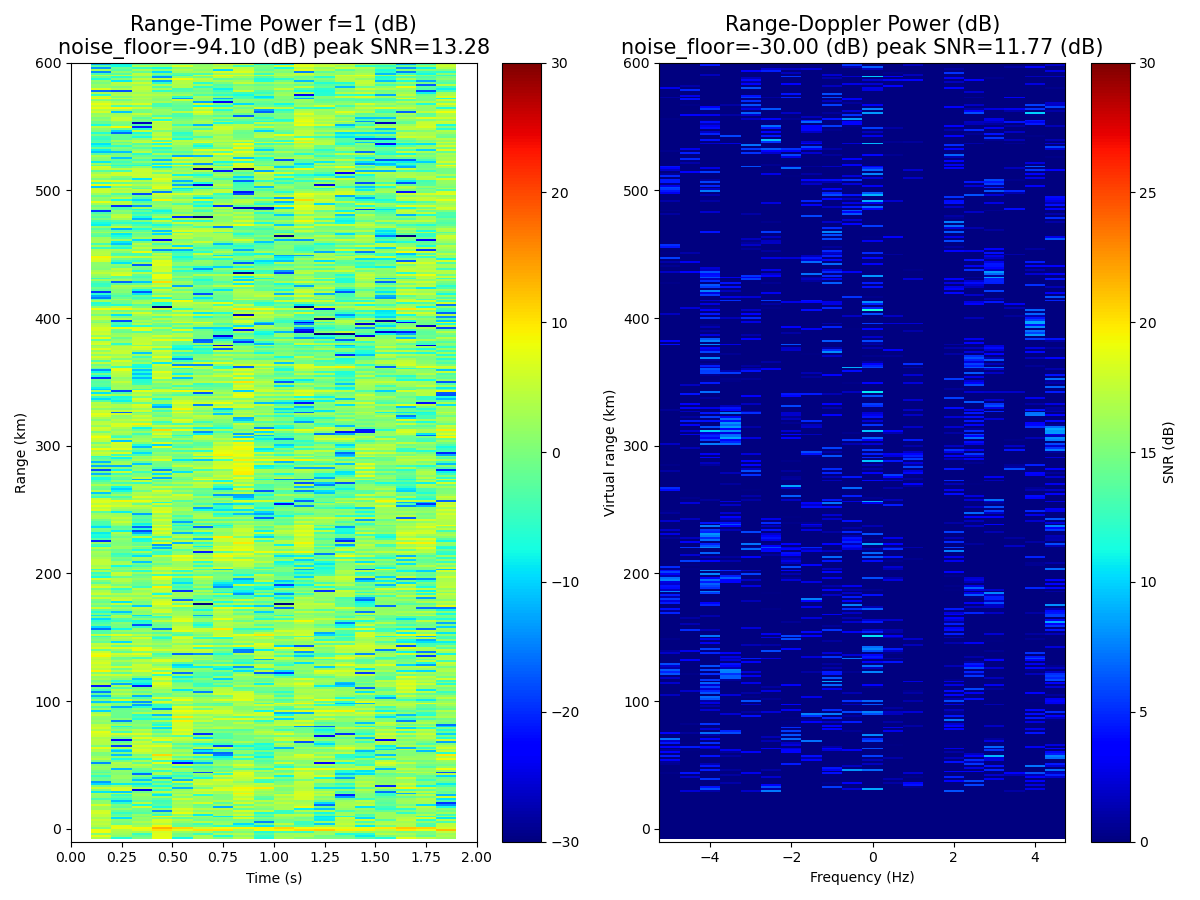 Range-Time Power f=1 (dB)
noise_floor=-94.10 (dB) peak SNR=13.28
Range-Doppler Power (dB)
noise_floor=-30.00 (dB) peak SNR=11.77 (dB)
600
500
400
300
200
100
0
Range (km)
0.00 0.25 0.50 0.75 1.00 1.25 1.50 1.75 2.00
Time (s)
30
20
10
0
−10
−20
−30
600
500
400
300
200
100
0
Virtual range (km)
−4 −2 0 2 4
Frequency (Hz)
30
25
20
15
10
5
0
SNR (dB)